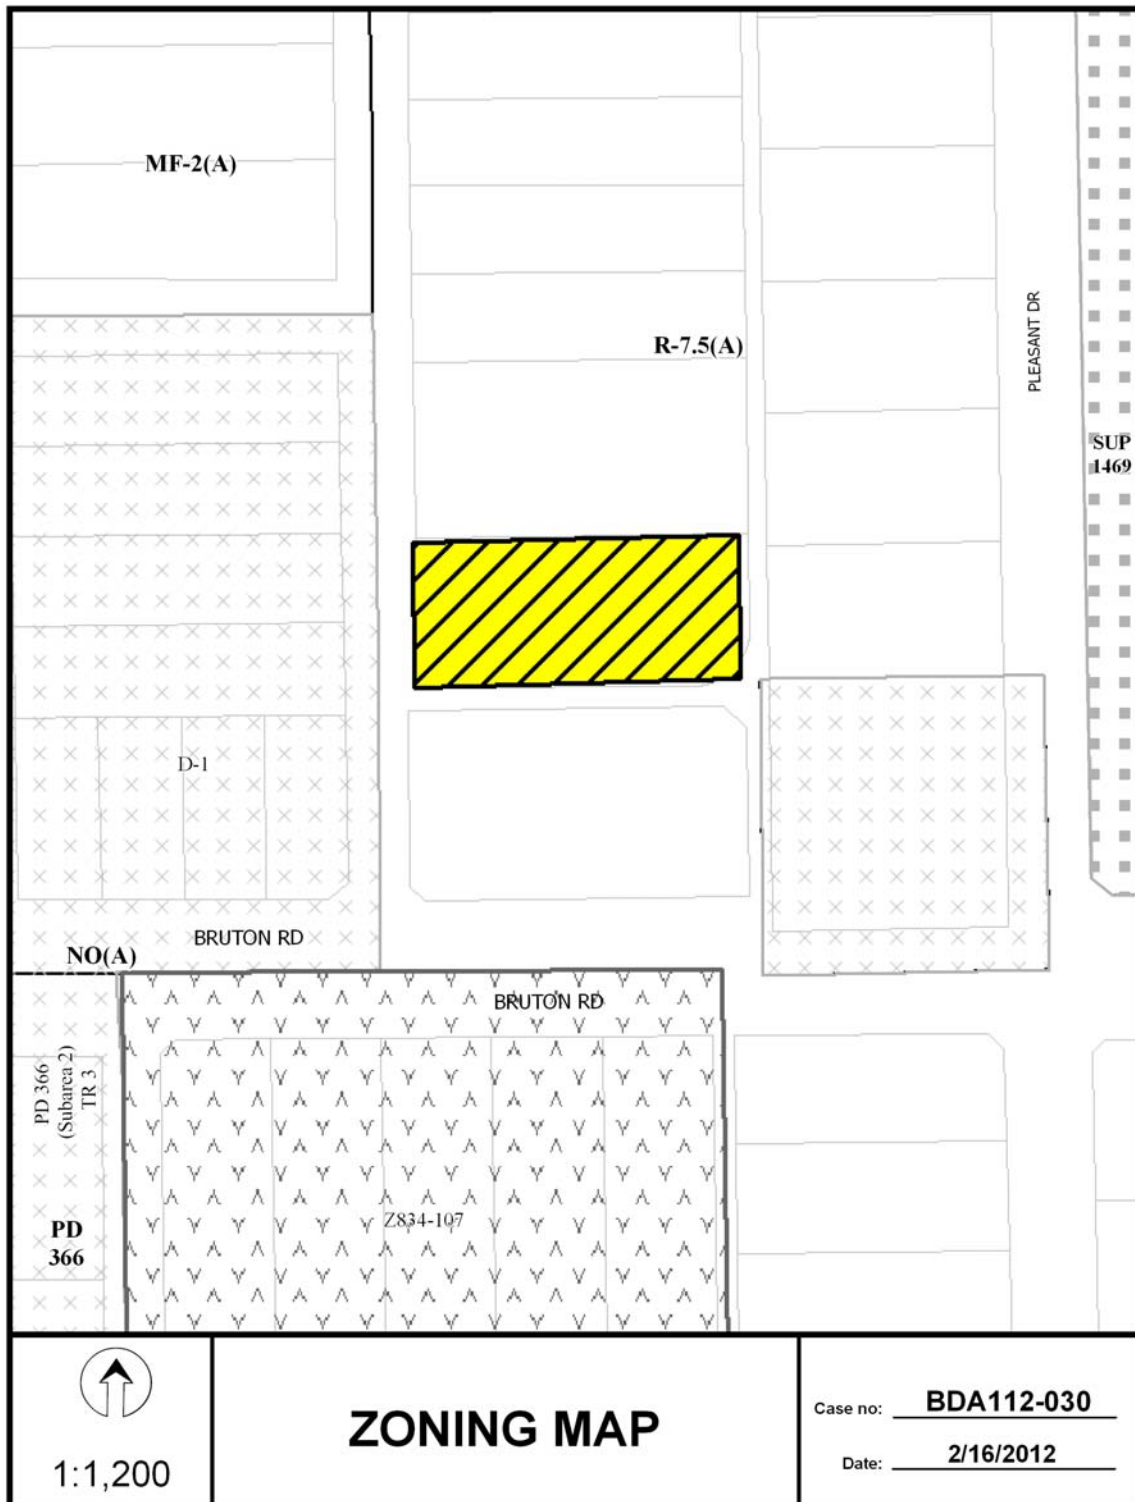 MF-2(A)
R-7.5(A)
PLEASANT DR
SUP
1469
D-1
BRUTON RD
NO(A)
BRUTON RD
PD 366
(Subarea 2)
TR 3
Z834-107
PD
366
1:1,200
ZONING MAP
Case no: BDA112-030
Date: 2/16/2012